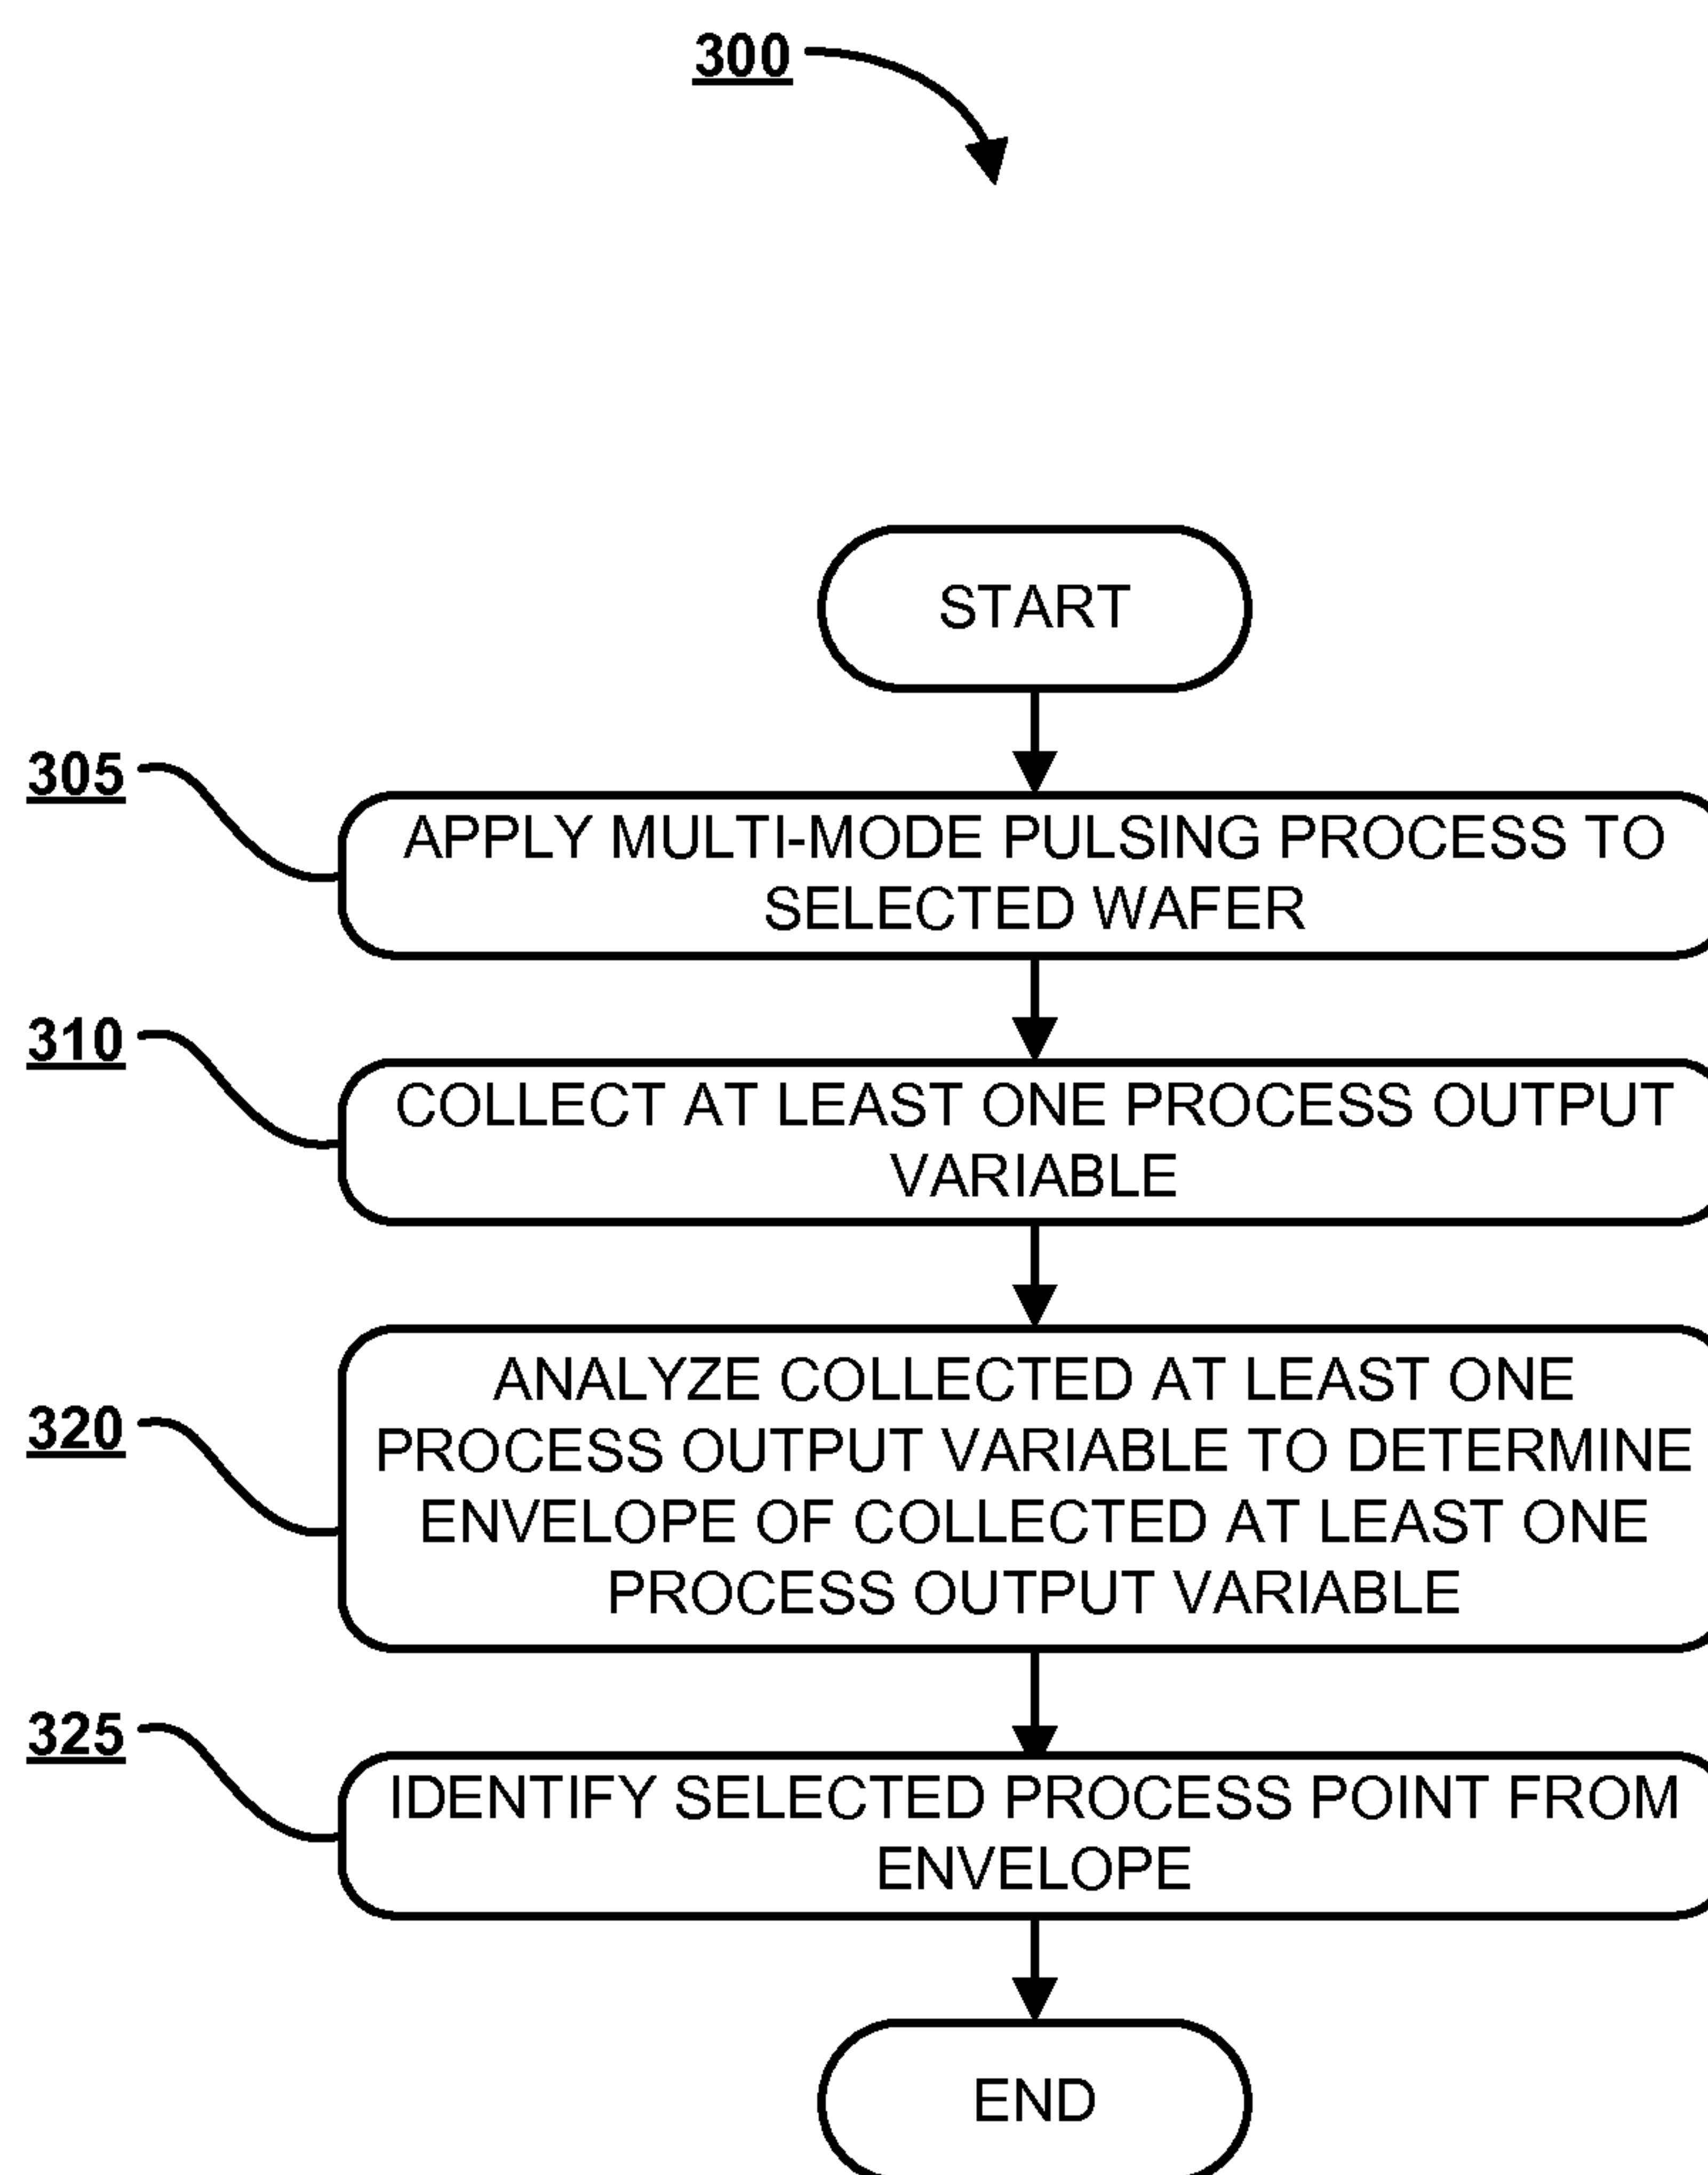 300
START
305
APPLY MULTI-MODE PULSING PROCESS TO
SELECTED WAFER
310
COLLECT AT LEAST ONE PROCESS OUTPUT
VARIABLE
320
ANALYZE COLLECTED AT LEAST ONE
PROCESS OUTPUT VARIABLE TO DETERMINE
ENVELOPE OF COLLECTED AT LEAST ONE
PROCESS OUTPUT VARIABLE
325
IDENTIFY SELECTED PROCESS POINT FROM
ENVELOPE
END